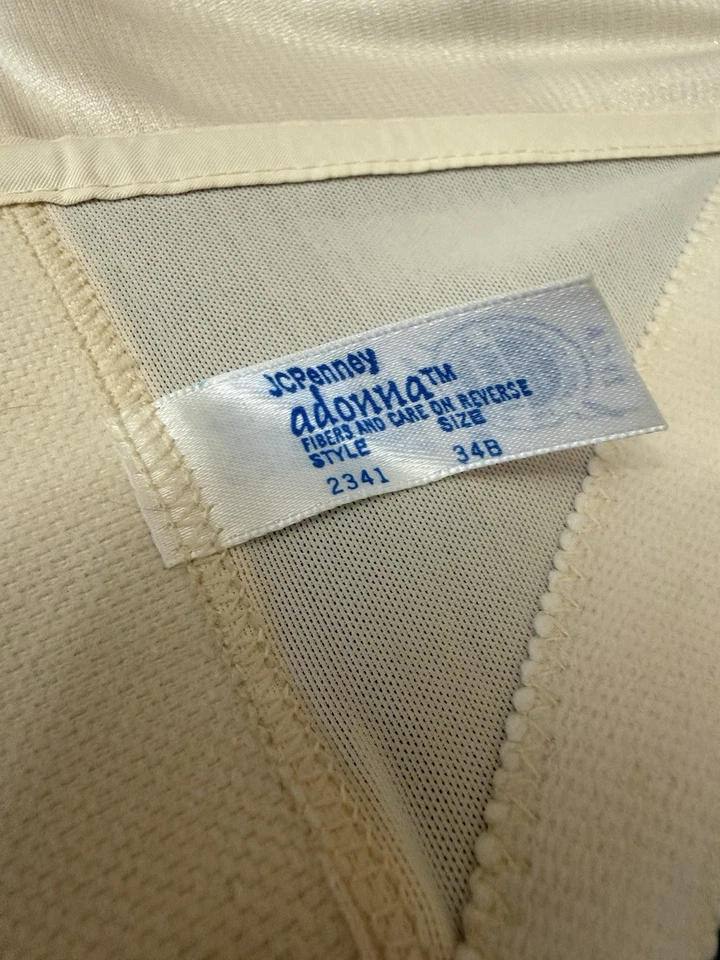 JCPenney
adonna™
FIBERS AND CARE ON REVERSE
STYLE SIZE
2341 34B